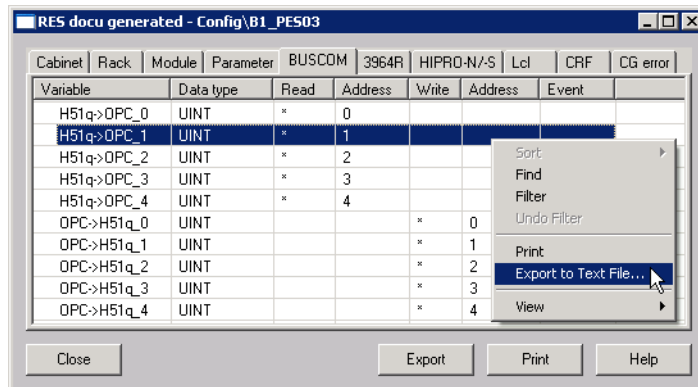 RES docu generated - Config\B1_PES03
Cabinet Rack Module Parameter BUSCOM 3964R HIPRO-N/-S Lcl CRF CG error
Variable Data type Read Address Write Address Event
H51q->OPC_0 UINT * 0
H51q->OPC_1 UINT * 1
H51q->OPC_2 UINT * 2
H51q->OPC_3 UINT * 3
H51q->OPC_4 UINT * 4
OPC->H51q_0 UINT * 0
OPC->H51q_1 UINT * 1
OPC->H51q_2 UINT * 2
OPC->H51q_3 UINT * 3
OPC->H51q_4 UINT * 4
Sort
Find
Filter
Undo Filter
Print
Export to Text File...
View
Close Export Print Help